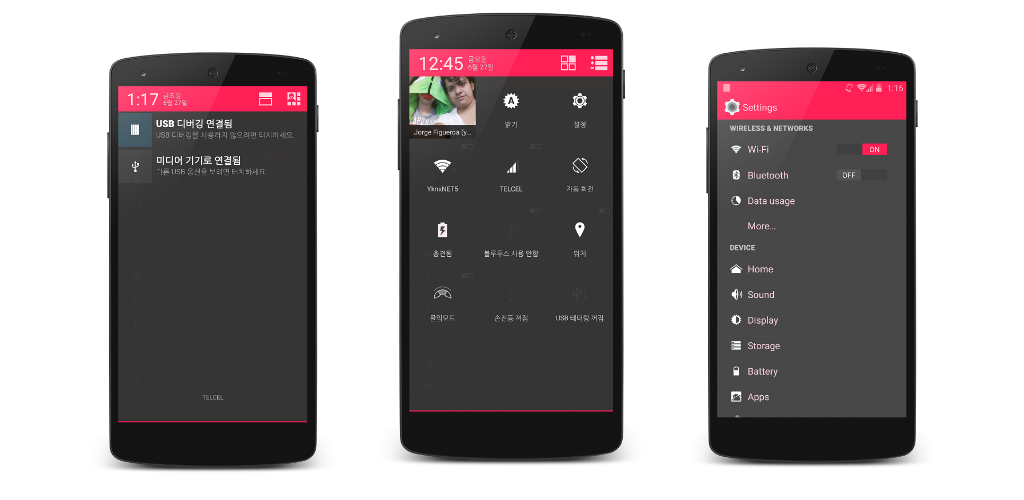 1:17
금요일
6월 27일
USB 디버깅 연결됨
USB 디버깅을 사용하지 않으려면 터치하세요.
미디어 기기로 연결됨
다른 USB 옵션을 보려면 터치하세요.
TELCEL
12:45
금요일
6월 27일
Jorge Figueroa (y...
밝기
설정
YknxNET5
TELCEL
자동 회전
충전됨
블루투스 사용 안함
위치
몰입모드
손전등 꺼짐
USB 테더링 꺼짐
1:16
Settings
WIRELESS & NETWORKS
Wi-Fi
ON
Bluetooth
OFF
Data usage
More...
DEVICE
Home
Sound
Display
Storage
Battery
Apps